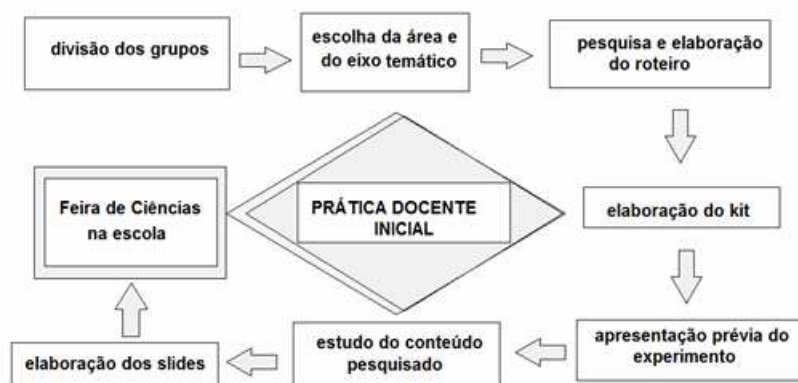 divisão dos grupos
escolha da área e
do eixo temático
pesquisa e elaboração
do roteiro
Feira de Ciências
na escola
PRÁTICA DOCENTE
INICIAL
elaboração do kit
elaboração dos slides
estudo do conteúdo
pesquisado
apresentação prévia do
experimento